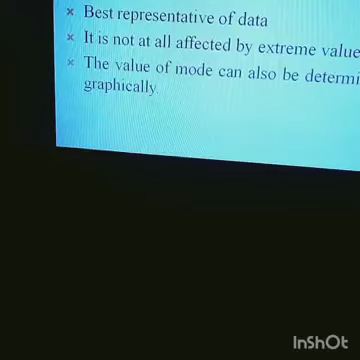 Best representative of data
It is not at all affected by extreme value
The value of mode can also be determi
graphically.
InShOt